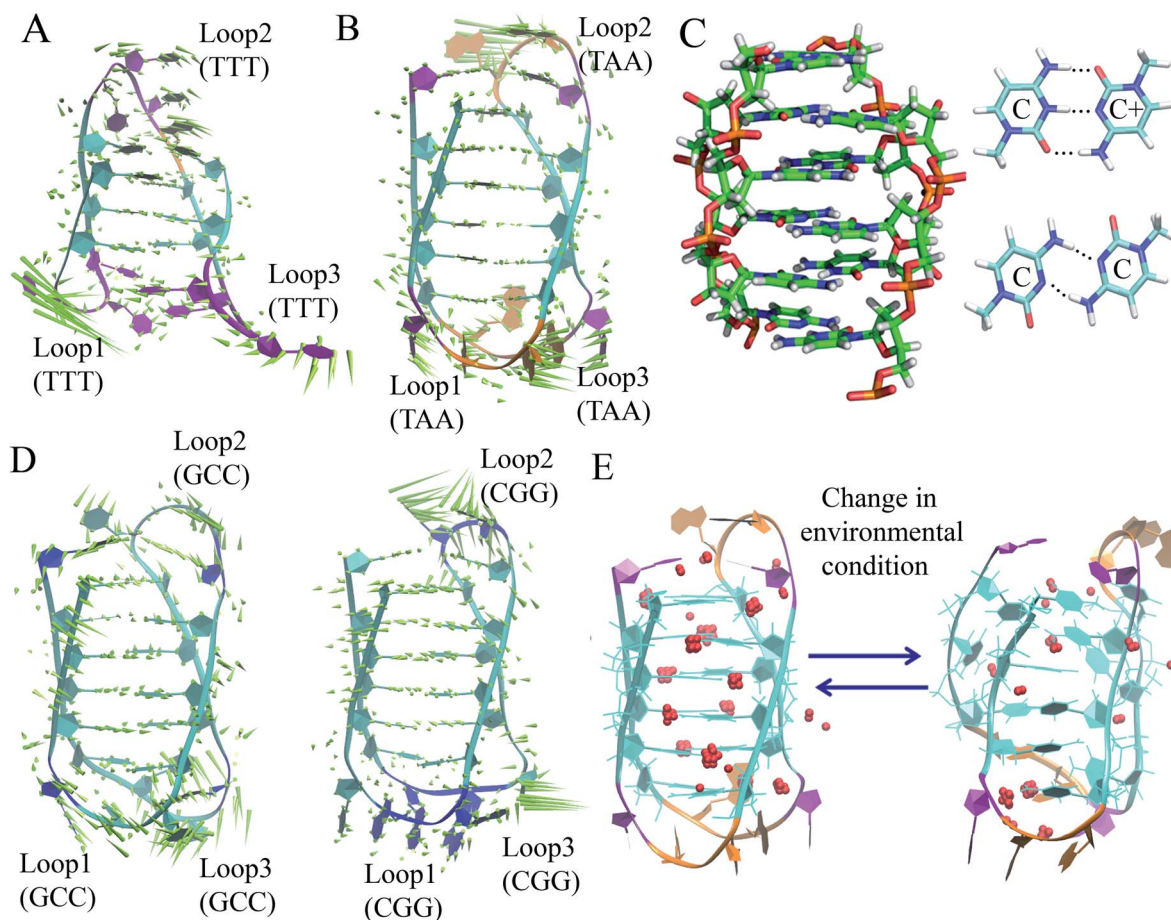 A
Loop2
(TTT)
Loop1
(TTT)
Loop3
(TTT)
B
Loop2
(TAA)
Loop1
(TAA)
Loop3
(TAA)
C
C
C+
C
C
D
Loop2
(GCC)
Loop1
(GCC)
Loop3
(GCC)
Loop2
(CGG)
Loop1
(CGG)
Loop3
(CGG)
E
Change in
environmental
condition